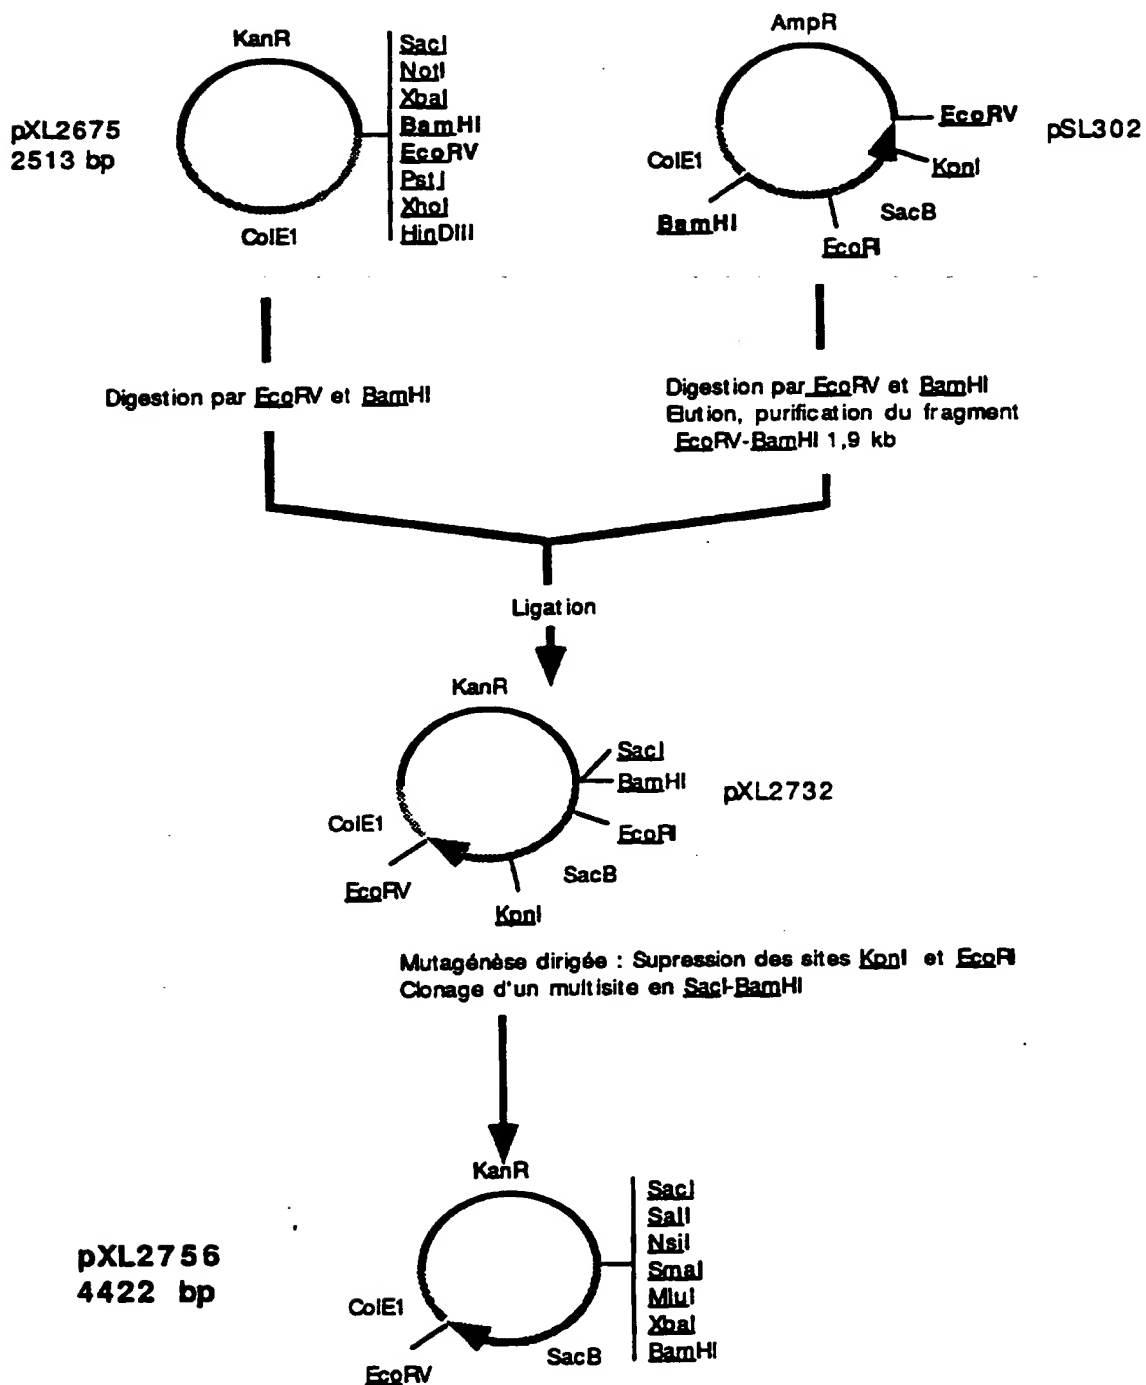 KanR
pXL2675
2513 bp
SacI
NotI
XbaI
BamHI
EcoRV
PstI
XhoI
HinDIII
ColE1
AmpR
EcoRV
pSL302
KpnI
ColE1
SacB
BamHI
EcoRI
Digestion par EcoRV et BamHI
Digestion par EcoRV et BamHI
Elution, purification du fragment
EcoRV-BamHI 1,9 kb
Ligation
KanR
SacI
BamHI
pXL2732
EcoRI
ColE1
SacB
EcoRV
KpnI
Mutagénèse dirigée : Supression des sites KpnI et EcoRI
Clonage d'un multisite en SacI-BamHI
KanR
pXL2756
4422 bp
SacI
SalI
NsiI
SmaI
MluI
XbaI
BamHI
ColE1
SacB
EcoRV